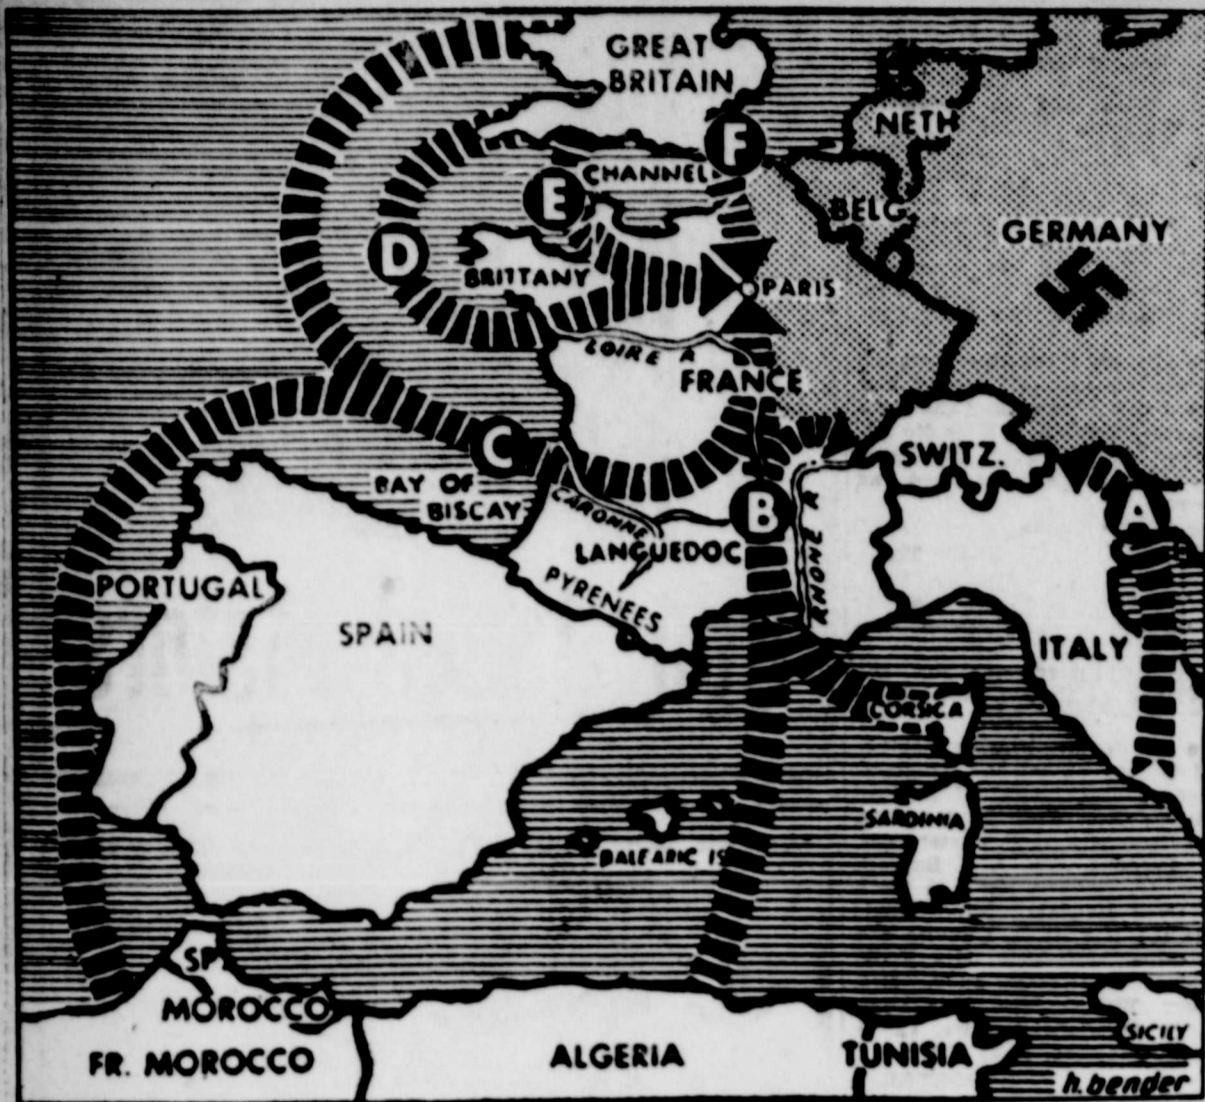 GREAT
BRITAIN
NETH
F
CHANNEL
E
BELG.
GERMANY
D
BRITTANY
PARIS
LOIRE R
FRANCE
C
SWITZ.
BAY OF
BISCAY
GARONNE
B
RHONE R
A
LANGUEDOC
PYRENEES
PORTUGAL
SPAIN
ITALY
CORSICA
SARDINIA
BALEARIC IS
SP.
MOROCCO
FR. MOROCCO
ALGERIA
TUNISIA
SICILY
h. bender